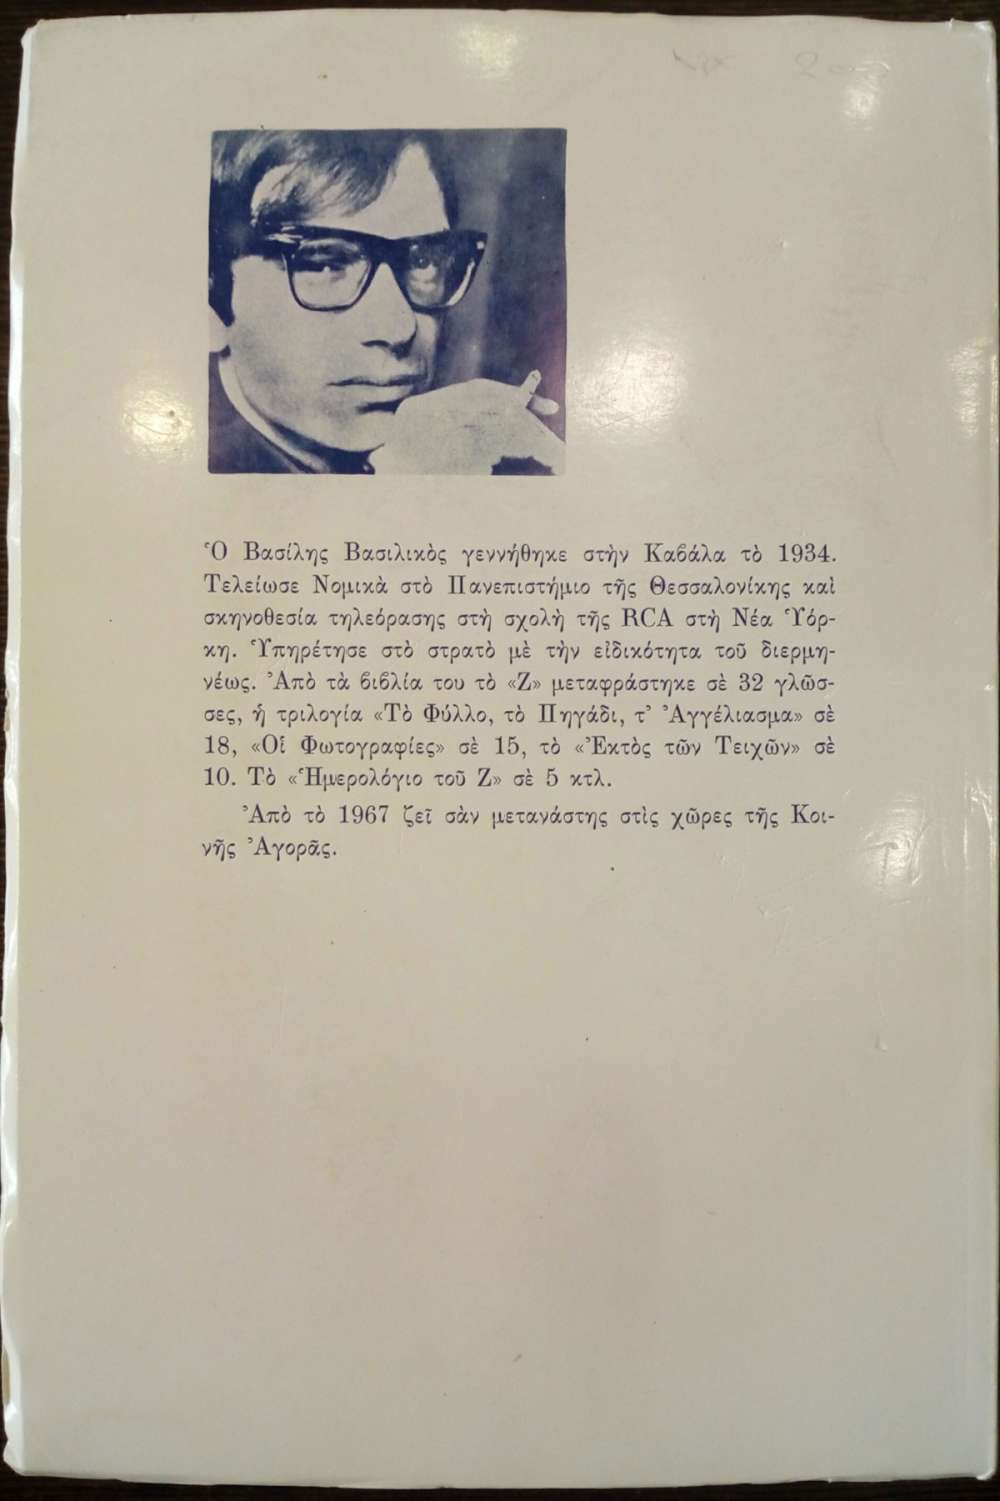 Ὁ Βασίλης Βασιλικὸς γεννήθηκε στὴν Καβάλα τὸ 1934.
Τελείωσε Νομικὰ στὸ Πανεπιστήμιο τῆς Θεσσαλονίκης καὶ
σκηνοθεσία τηλεόρασης στὴ σχολὴ τῆς RCA στὴ Νέα Ὑόρ-
κη. Ὑπηρέτησε στὸ στρατὸ μὲ τὴν εἰδικότητα τοῦ διερμη-
νέως. Ἀπὸ τὰ βιβλία του τὸ «Ζ» μεταφράστηκε σὲ 32 γλῶσ-
σες, ἡ τριλογία «Τὸ Φύλλο, τὸ Πηγάδι, τ' Ἀγγέλιασμα» σὲ
18, «Οἱ Φωτογραφίες» σὲ 15, τὸ «Ἐκτὸς τῶν Τειχῶν» σὲ
10. Τὸ «Ἡμερολόγιο τοῦ Ζ» σὲ 5 κτλ.
Ἀπὸ τὸ 1967 ζεῖ σὰν μετανάστης στὶς χῶρες τῆς Κοι-
νῆς Ἀγορᾶς.